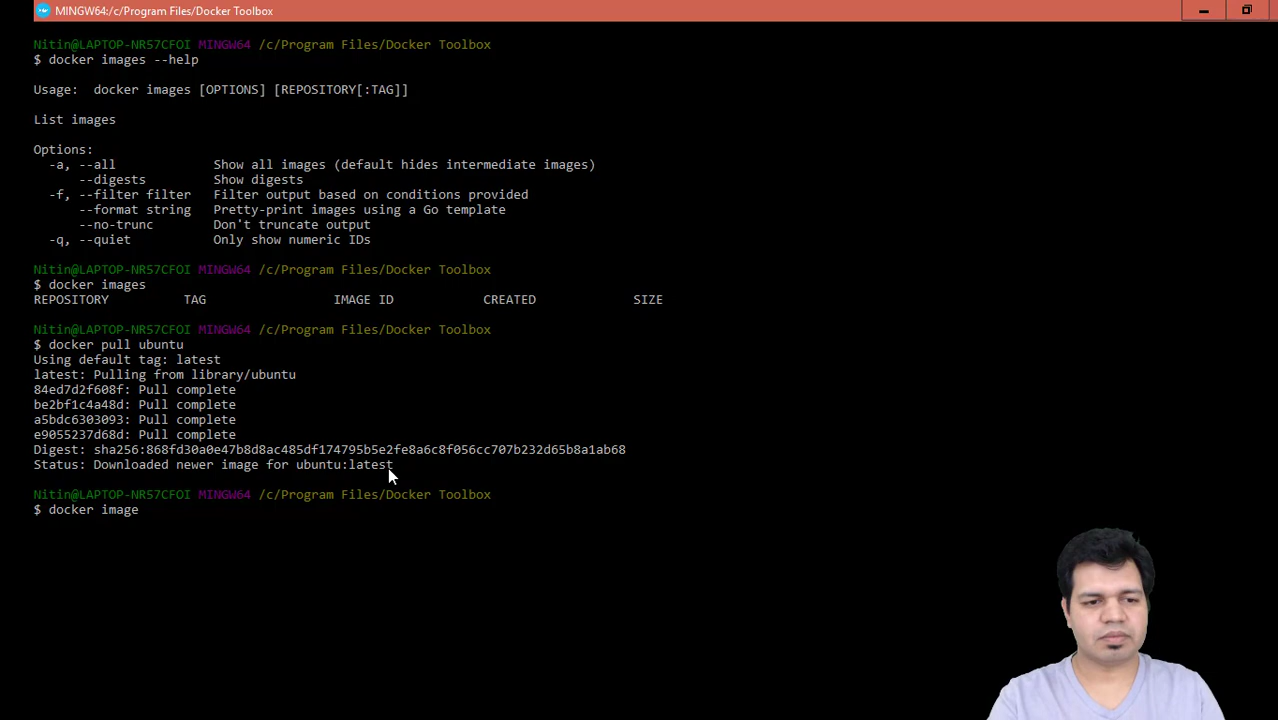 MINGW64:/c/Program Files/Docker Toolbox
Nitin@LAPTOP-NR57CFOI MINGW64 /c/Program Files/Docker Toolbox
$ docker images --help
Usage:  docker images [OPTIONS] [REPOSITORY[:TAG]]
List images
Options:
-a, --all             Show all images (default hides intermediate images)
--digests         Show digests
-f, --filter filter   Filter output based on conditions provided
--format string   Pretty-print images using a Go template
--no-trunc        Don't truncate output
-q, --quiet           Only show numeric IDs
Nitin@LAPTOP-NR57CFOI MINGW64 /c/Program Files/Docker Toolbox
$ docker images
REPOSITORY          TAG                 IMAGE ID            CREATED             SIZE
Nitin@LAPTOP-NR57CFOI MINGW64 /c/Program Files/Docker Toolbox
$ docker pull ubuntu
Using default tag: latest
latest: Pulling from library/ubuntu
84ed7d2f608f: Pull complete
be2bf1c4a48d: Pull complete
a5bdc6303093: Pull complete
e9055237d68d: Pull complete
Digest: sha256:868fd30a0e47b8d8ac485df174795b5e2fe8a6c8f056cc707b232d65b8a1ab68
Status: Downloaded newer image for ubuntu:latest
Nitin@LAPTOP-NR57CFOI MINGW64 /c/Program Files/Docker Toolbox
$ docker image